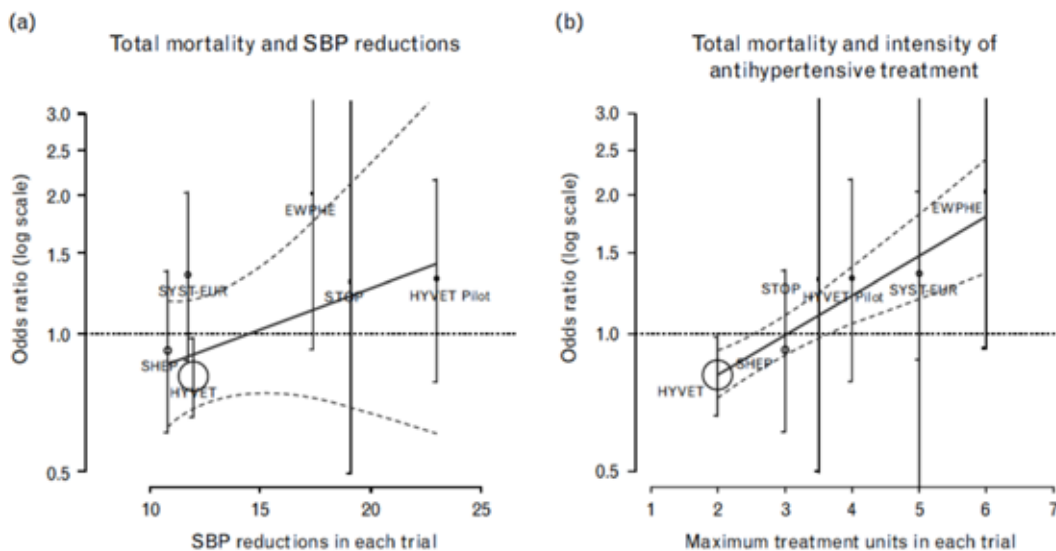 (a)
Total mortality and SBP reductions
Odds ratio (log scale)
3.0
2.5
2.0
1.5
1.0
0.5
EWPHE
SYST-EUR
STOP
HYVET Pilot
SHEP
HYVET
10
15
20
25
SBP reductions in each trial
(b)
Total mortality and intensity of
antihypertensive treatment
Odds ratio (log scale)
3.0
2.5
2.0
1.5
1.0
0.5
EWPHE
STOP
HYVET Pilot
SYST-EUR
SHEP
HYVET
1
2
3
4
5
6
7
Maximum treatment units in each trial